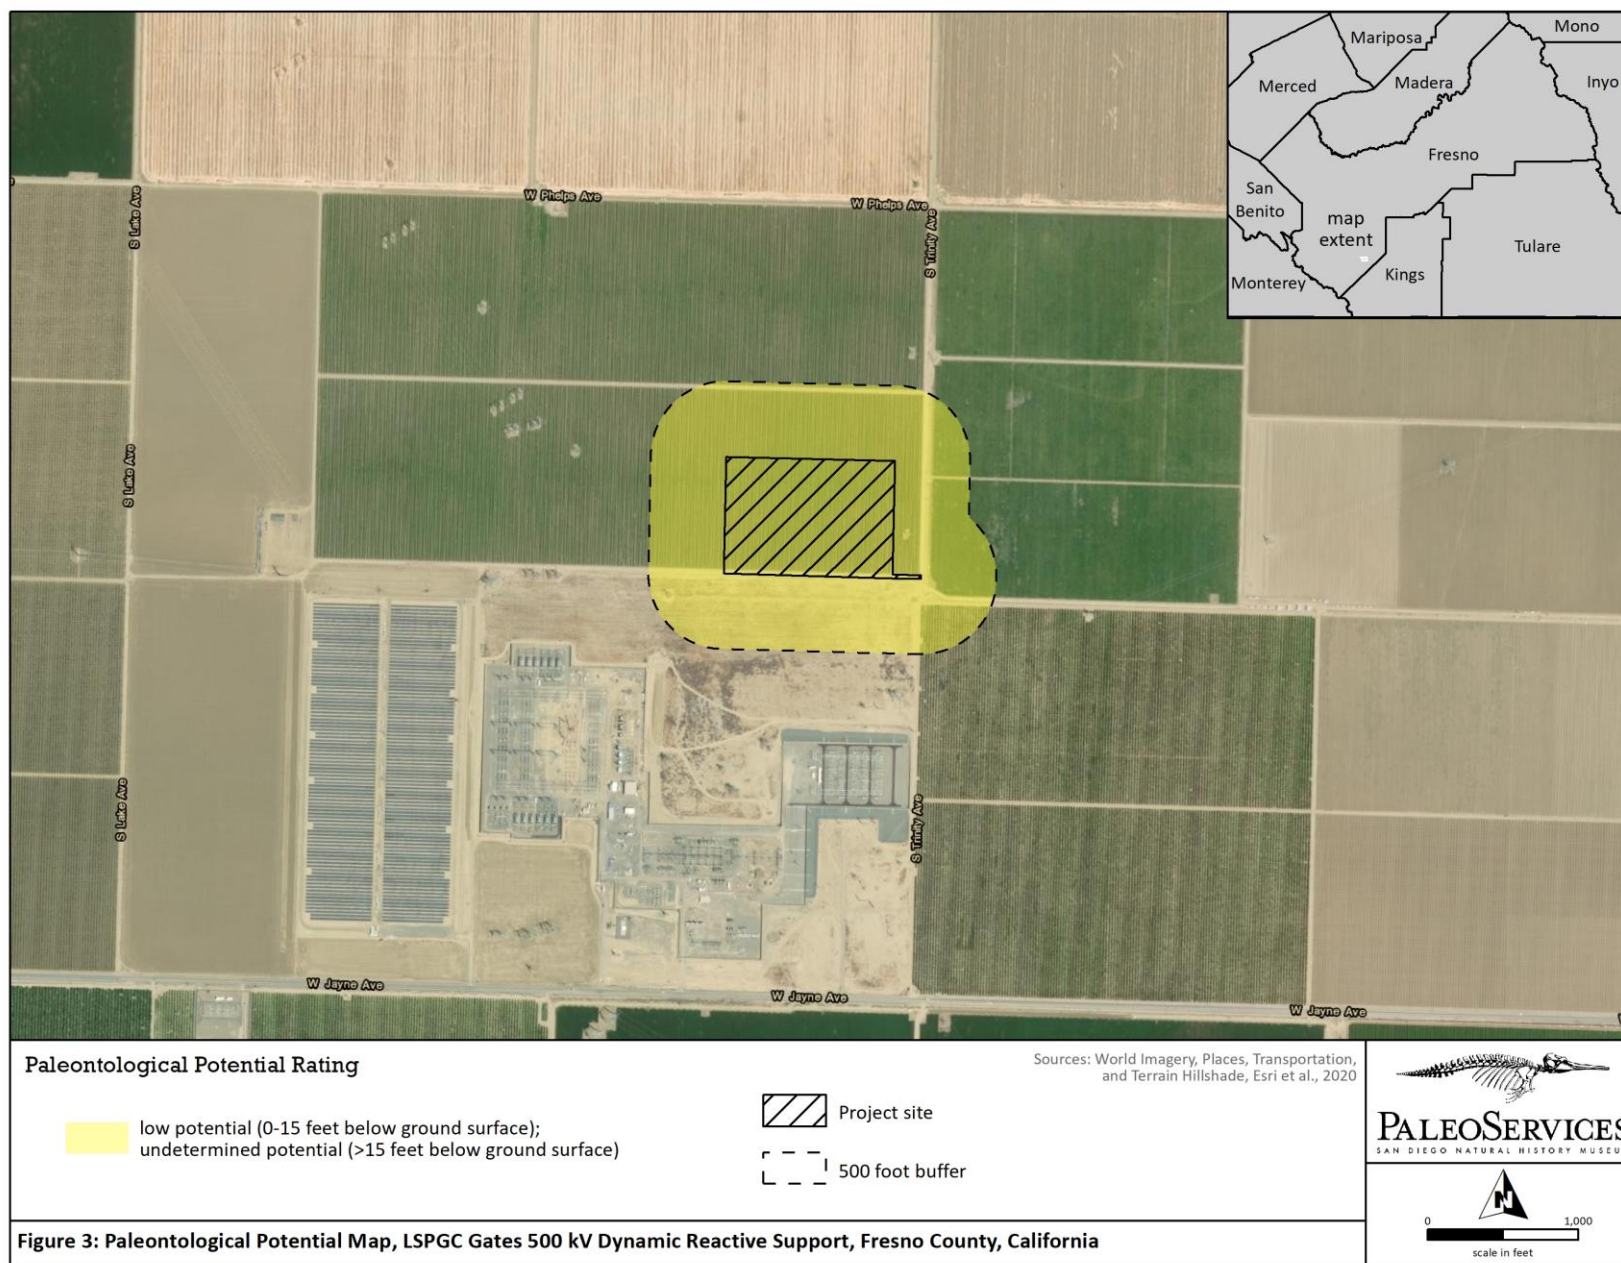 Mono
Mariposa
Madera
Inyo
Merced
Fresno
San
Benito
map
extent
Tulare
Kings
Monterey
W Phelps Ave
W Phelps Ave
S Lake Ave
S Trinity Ave
S Lake Ave
S Lake Ave
S Trinity Ave
W Jayne Ave
W Jayne Ave
W Jayne Ave
Paleontological Potential Rating
Sources: World Imagery, Places, Transportation,
and Terrain Hillshade, Esri et al., 2020
low potential (0-15 feet below ground surface);
undetermined potential (>15 feet below ground surface)
Project site
500 foot buffer
PALEOSERVICES
SAN DIEGO NATURAL HISTORY MUSEU
N
0 1,000
scale in feet
Figure 3: Paleontological Potential Map, LSPGC Gates 500 kV Dynamic Reactive Support, Fresno County, California